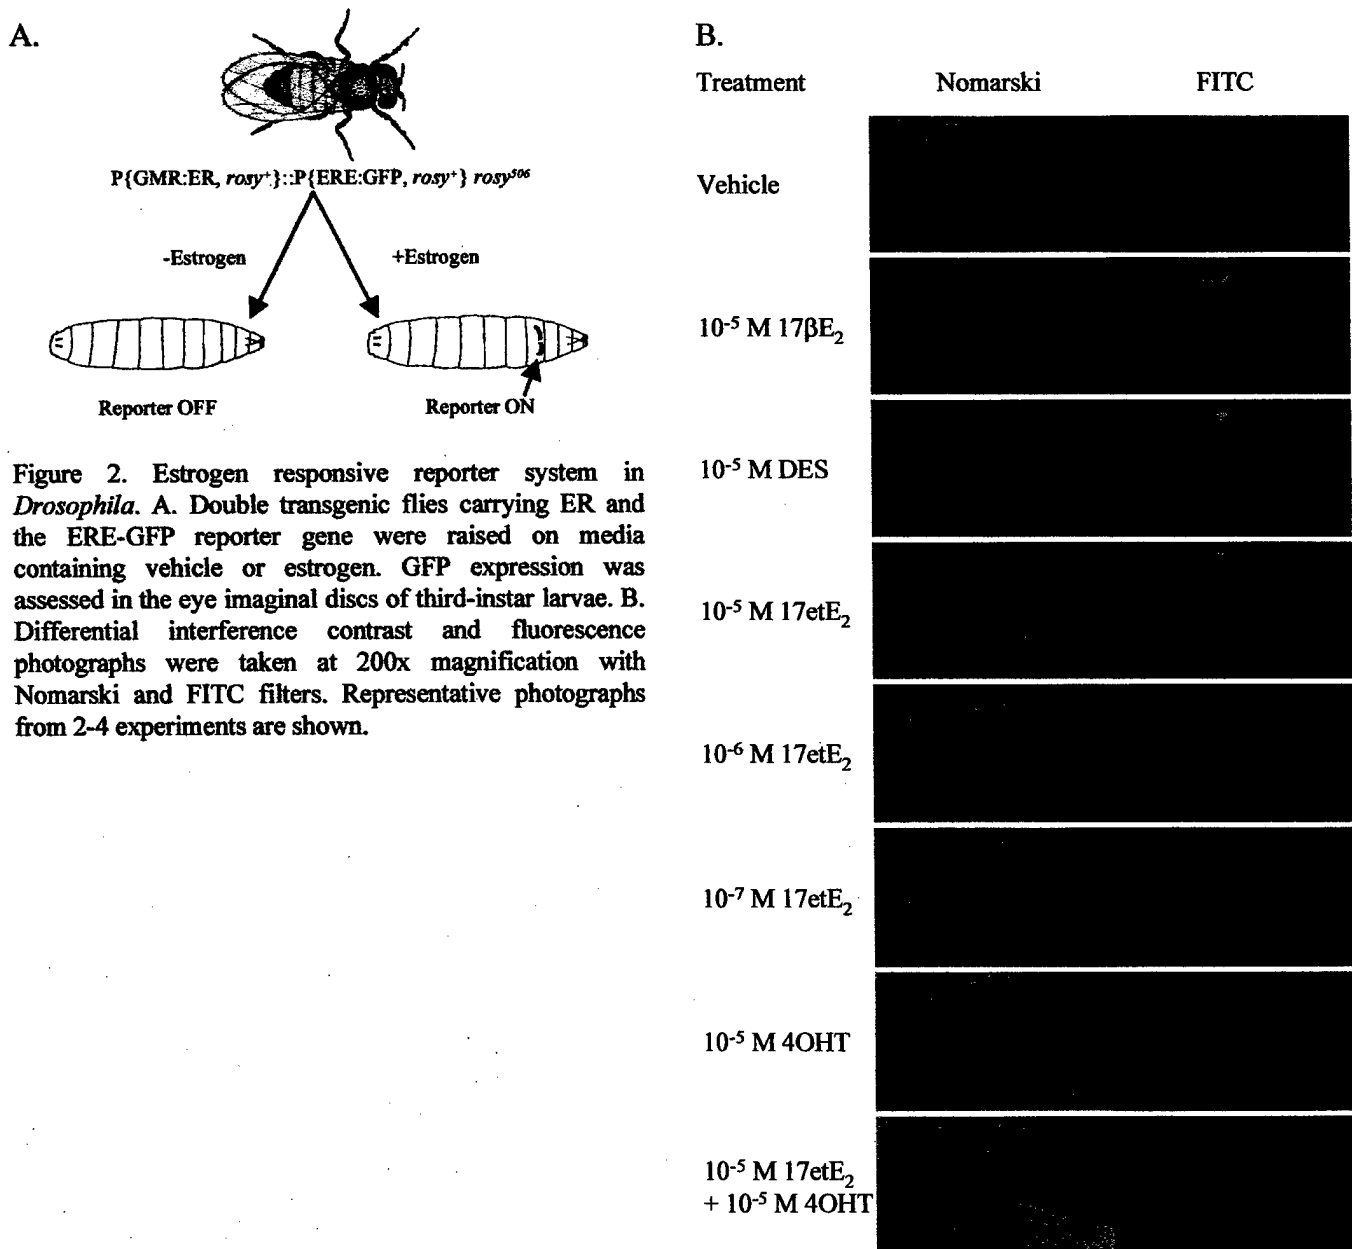 A.
P{GMR:ER, rosy⁺}::P{ERE:GFP, rosy⁺} rosy⁵⁰⁶
-Estrogen
+Estrogen
Reporter OFF
Reporter ON
Figure 2. Estrogen responsive reporter system in
Drosophila. A. Double transgenic flies carrying ER and
the ERE-GFP reporter gene were raised on media
containing vehicle or estrogen. GFP expression was
assessed in the eye imaginal discs of third-instar larvae. B.
Differential interference contrast and fluorescence
photographs were taken at 200x magnification with
Nomarski and FITC filters. Representative photographs
from 2-4 experiments are shown.
B.
Treatment Nomarski FITC
Vehicle
10⁻⁵ M 17βE₂
10⁻⁵ M DES
10⁻⁵ M 17etE₂
10⁻⁶ M 17etE₂
10⁻⁷ M 17etE₂
10⁻⁵ M 4OHT
10⁻⁵ M 17etE₂
+ 10⁻⁵ M 4OHT